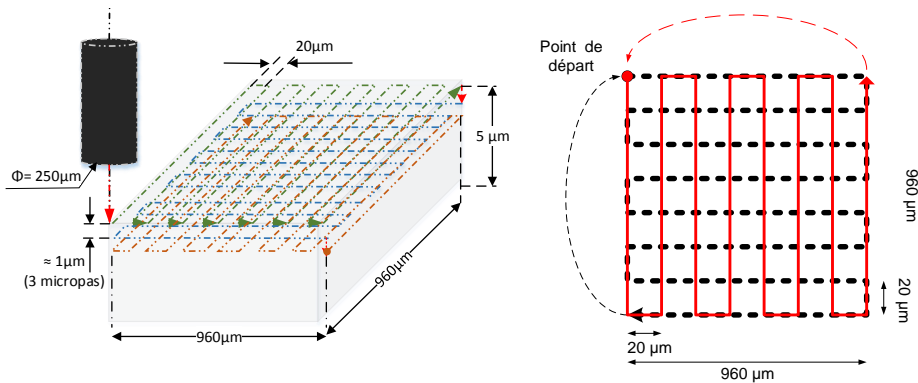 20µm
Φ= 250µm
5 µm
≈ 1µm
(3 micropas)
960µm
960µm
Point de
départ
960 µm
20 µm
20 µm
960 µm